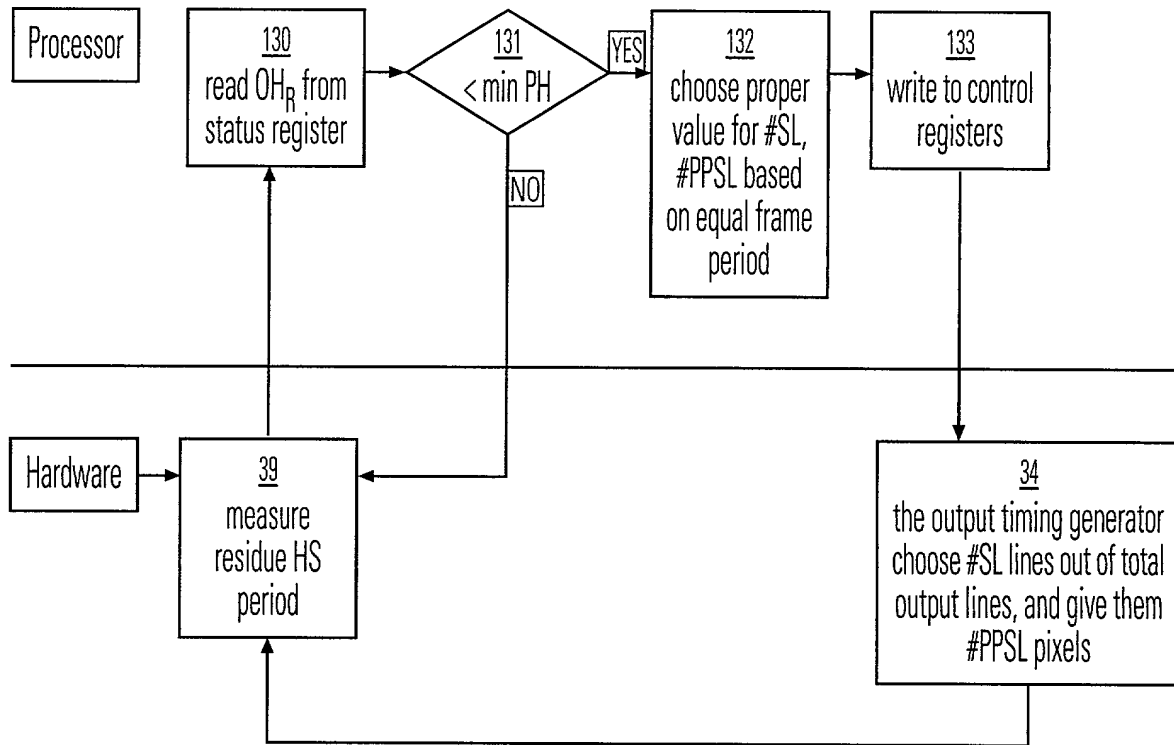 Processor
130
read OH_R from
status register
131
< min PH
YES
NO
132
choose proper
value for #SL,
#PPSL based
on equal frame
period
133
write to control
registers
Hardware
39
measure
residue HS
period
34
the output timing generator
choose #SL lines out of total
output lines, and give them
#PPSL pixels